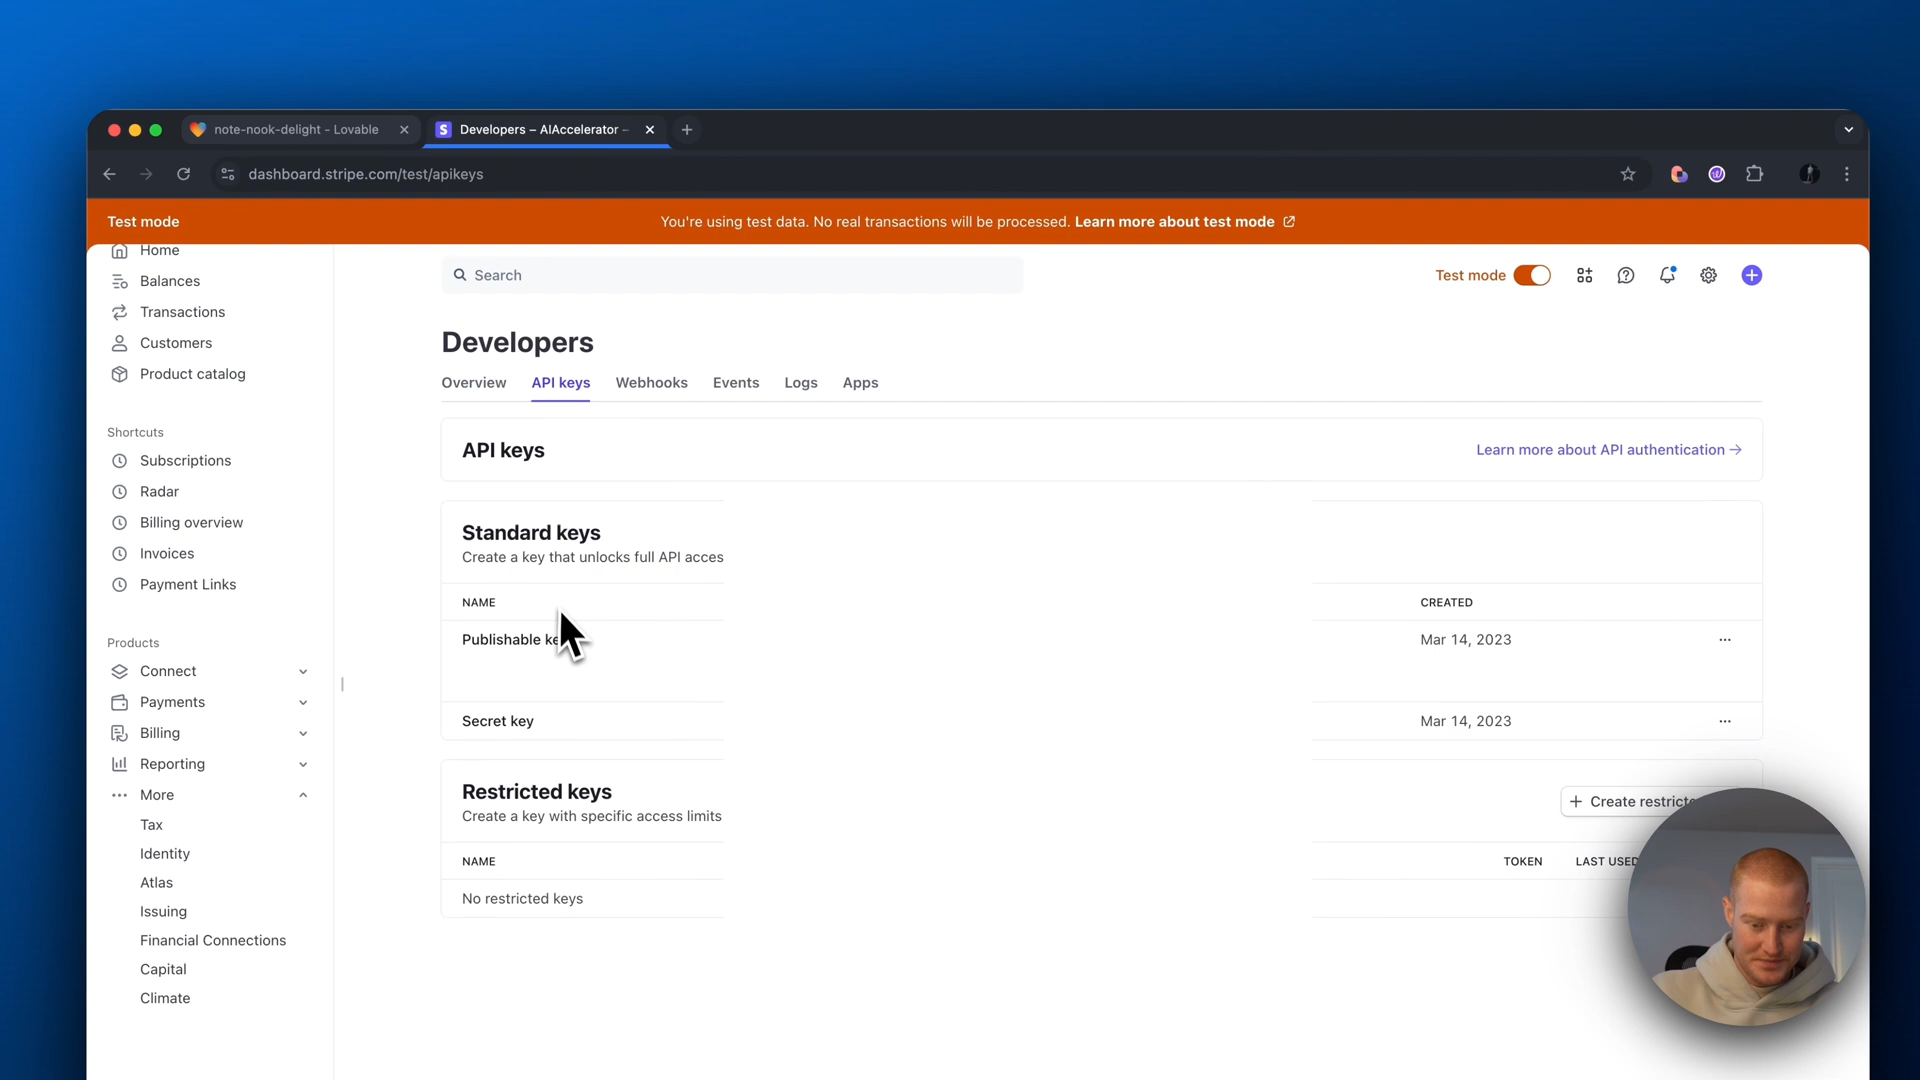 note-nook-delight - Lovable
Developers – AIAccelerator –
dashboard.stripe.com/test/apikeys
Test mode
You're using test data. No real transactions will be processed. Learn more about test mode
Home
Balances
Transactions
Customers
Product catalog
Shortcuts
Subscriptions
Radar
Billing overview
Invoices
Payment Links
Products
Connect
Payments
Billing
Reporting
More
Tax
Identity
Atlas
Issuing
Financial Connections
Capital
Climate
Search
Test mode
Developers
Overview API keys Webhooks Events Logs Apps
API keys
Learn more about API authentication →
Standard keys
Create a key that unlocks full API acces
NAME CREATED
Publishable ke Mar 14, 2023
Secret key Mar 14, 2023
Restricted keys
Create a key with specific access limits
+ Create restricte
NAME TOKEN LAST USED
No restricted keys